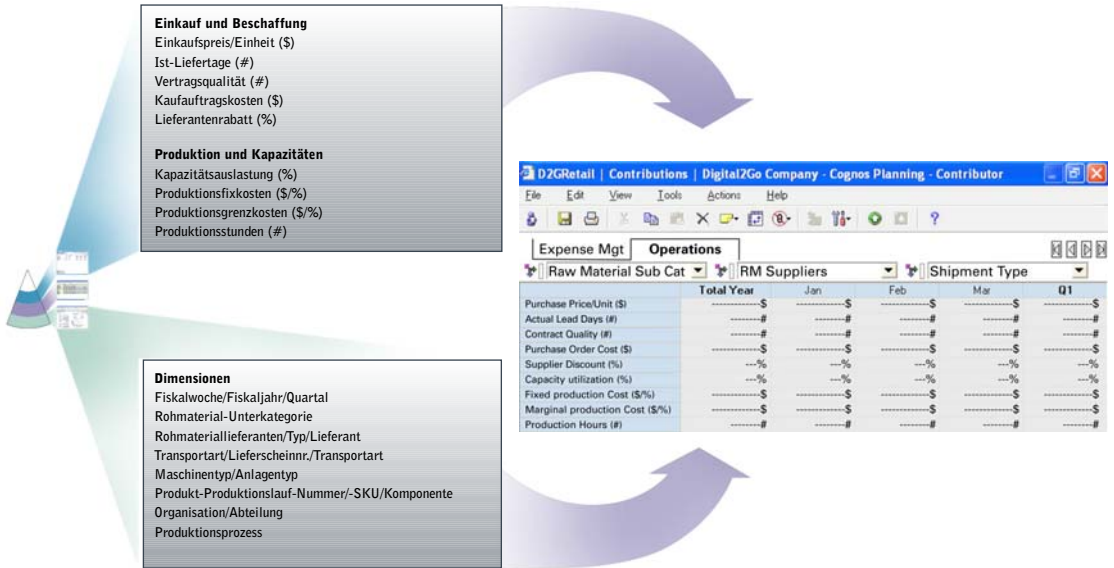 Einkauf und Beschaffung
Einkaufspreis/Einheit ($)
Ist-Liefertage (#)
Vertragsqualität (#)
Kaufauftragskosten ($)
Lieferantenrabatt (%)
Produktion und Kapazitäten
Kapazitätsauslastung (%)
Produktionsfixkosten ($/%)
Produktionsgrenzkosten ($/%)
Produktionsstunden (#)
Dimensionen
Fiskalwoche/Fiskaljahr/Quartal
Rohmaterial-Unterkategorie
Rohmateriallieferanten/Typ/Lieferant
Transportart/Lieferscheinnr./Transportart
Maschinentyp/Anlagentyp
Produkt-Produktionslauf-Nummer/-SKU/Komponente
Organisation/Abteilung
Produktionsprozess
D2GRetail | Contributions | Digital2Go Company - Cognos Planning - Contributor
File Edit View Tools Actions Help
Expense Mgt Operations
Raw Material Sub Cat RM Suppliers Shipment Type
Total Year Jan Feb Mar Q1
Purchase Price/Unit ($) ------------$ ------------$ ------------$ ------------$ ------------$
Actual Lead Days (#) --------# --------# --------# --------# --------#
Contract Quality (#) --------# --------# --------# --------# --------#
Purchase Order Cost ($) ------------$ ------------$ ------------$ ------------$ ------------$
Supplier Discount (%) ---% ---% ---% ---% ---%
Capacity utilization (%) ---% ---% ---% ---% ---%
Fixed production Cost ($/%) ------------$ ------------$ ------------$ ------------$ ------------$
Marginal production Cost ($/%) ------------$ ------------$ ------------$ ------------$ ------------$
Production Hours (#) --------# --------# --------# --------# --------#